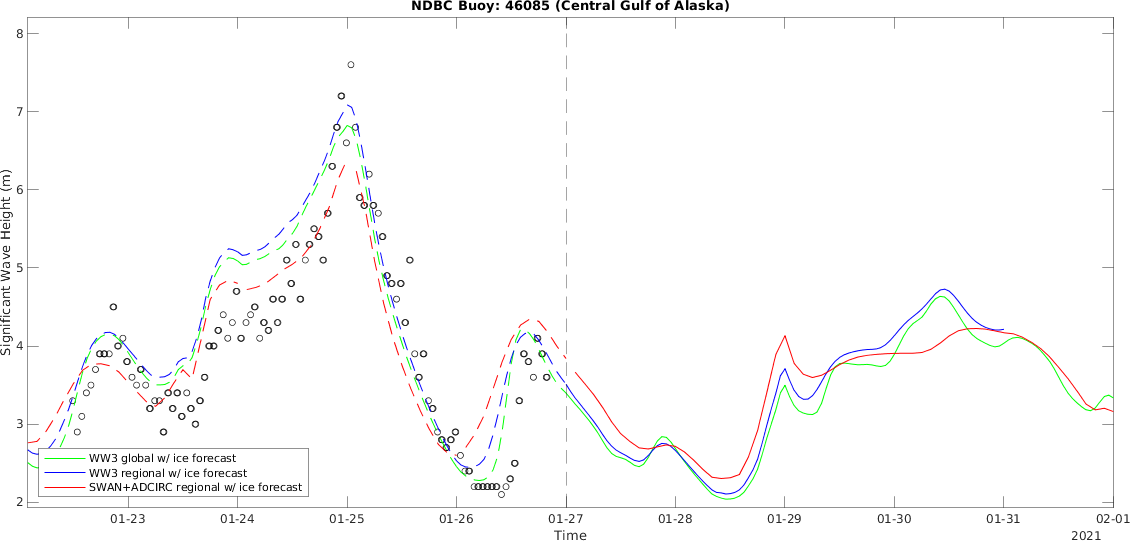 NDBC Buoy: 46085 (Central Gulf of Alaska)
8
7
6
5
4
3
2
Significant Wave Height (m)
WW3 global w/ ice forecast
WW3 regional w/ ice forecast
SWAN+ADCIRC regional w/ ice forecast
01-23 01-24 01-25 01-26 01-27 01-28 01-29 01-30 01-31 02-01
Time
2021